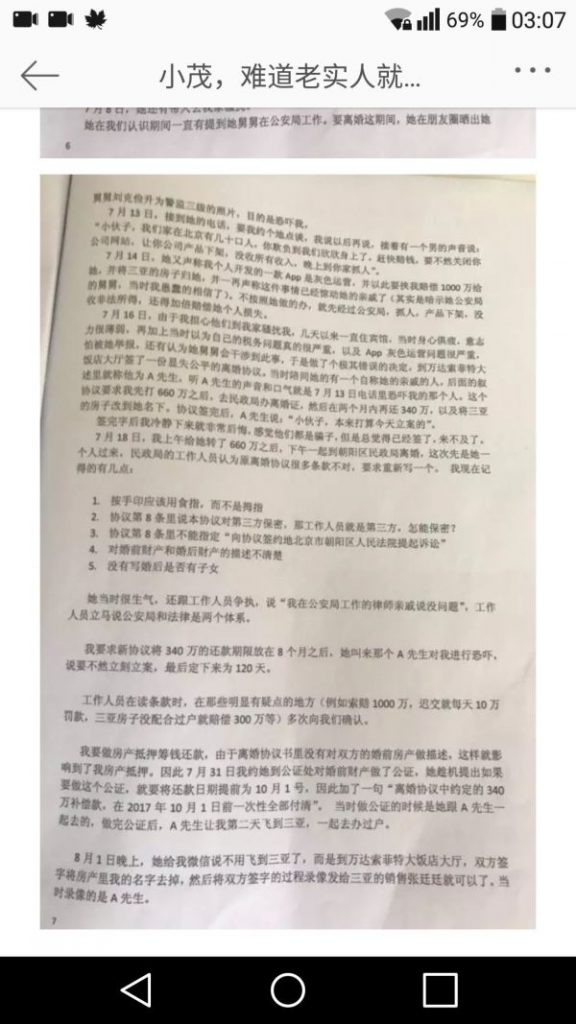 69% 03:07
小茂，难道老实人就...
她在我们认识期间一直有提到她舅舅在公安局工作。要离婚这期间，她在朋友圈晒出她
6
舅舅刘克俭升为警监三级的照片，目的是恐吓我。
7 月 13 日，接到她的电话，要我约个地点谈，我说以后再说，接着有一个男的声音说：
“小伙子，我们家在北京有几十口人，你欺负到我们欣欣身上了，赶快赔钱，要不然关闭你
公司网站，让你公司产品下架，没收所有收入，晚上到你家抓人”。
7 月 14 日，她又声称我个人开发的一款 App 是灰色运营，并以此要挟我赔偿 1000 万给
她，并将三亚的房子归她，并一再声称这件事情已经惊动她的亲戚了（其实是暗示她公安局
的舅舅，当时我愚蠢的相信了）。不按照她做的办，就先经过公安局，抓人，产品下架，没
收非法所得，还得加倍赔偿她个人损失。
7 月 16 日，由于我担心他们到我家骚扰我，几天以来一直住宾馆，当时身心俱疲，意志
力很薄弱，再加上当时以为自己的税务问题真的很严重，以及 App 灰色运营问题很严重，
怕被她举报，还有认为她舅舅会干涉到此事，于是做了个极其错误的决定，到万达索菲特大
饭店大厅签了一份显失公平的离婚协议，当时陪同她的有一个自称她的亲戚的人，后面的叙
述里就称他为 A 先生，听 A 先生的声音和口气就是 7 月 13 日电话里恐吓我的那个人。这个
协议要求我先打 660 万之后，去民政局办离婚证，然后在两个月内再还 340 万，以及将三亚
的房子改到她名下。协议签完后，A 先生说：“小伙子，本来打算今天立案的”。
签完字后我冷静下来就非常后悔，感觉他们都是骗子，但是总觉得已经签了，来不及了。
7 月 18 日，我上午给她转了 660 万之后，下午一起到朝阳区民政局离婚，这次先是她一
个人过来，民政局的工作人员认为原离婚协议很多条款不对，要求重新写一个。 我现在记
得的有几点：
1. 按手印应该用食指，而不是拇指
2. 协议第 8 条里说本协议对第三方保密，那工作人员就是第三方，怎能保密？
3. 协议第 8 条里不能指定“向协议签约地北京市朝阳区人民法院提起诉讼”
4. 对婚前财产和婚后财产的描述不清楚
5. 没有写婚后是否有子女
她当时很生气，还跟工作人员争执，说“我在公安局工作的律师亲戚说没问题”，工作
人员立马说公安局和法律是两个体系。
我要求新协议将 340 万的还款期限放在 8 个月之后，她叫来那个 A 先生对我进行恐吓，
说要不然立刻立案，最后定下来为 120 天。
工作人员在读条款时，在那些明显有疑点的地方（例如索赔 1000 万，迟交就每天 10 万
罚款，三亚房子没配合过户就赔偿 300 万等）多次向我们确认。
我要做房产抵押筹钱还款，由于离婚协议书里没有对双方的婚前房产做描述，这样就影
响到了我房产抵押。因此 7 月 31 日我约她到公证处对婚前财产做了公证，她趁机提出如果
要做这个公证，就要将还款日期提前为 10 月 1 号，因此加了一句“离婚协议中约定的 340
万补偿款，在 2017 年 10 月 1 日前一次性全部付清”。 当时做公证的时候是她跟 A 先生一
起去的，做完公证后，A 先生让我第二天飞到三亚，一起去办过户。
8 月 1 日晚上，她给我微信说不用飞到三亚了，而是到万达索菲特大饭店大厅，双方签
字将房产里我的名字去掉，然后将双方签字的过程录像发给三亚的销售张廷廷就可以了。当
时录像的是 A 先生。
7